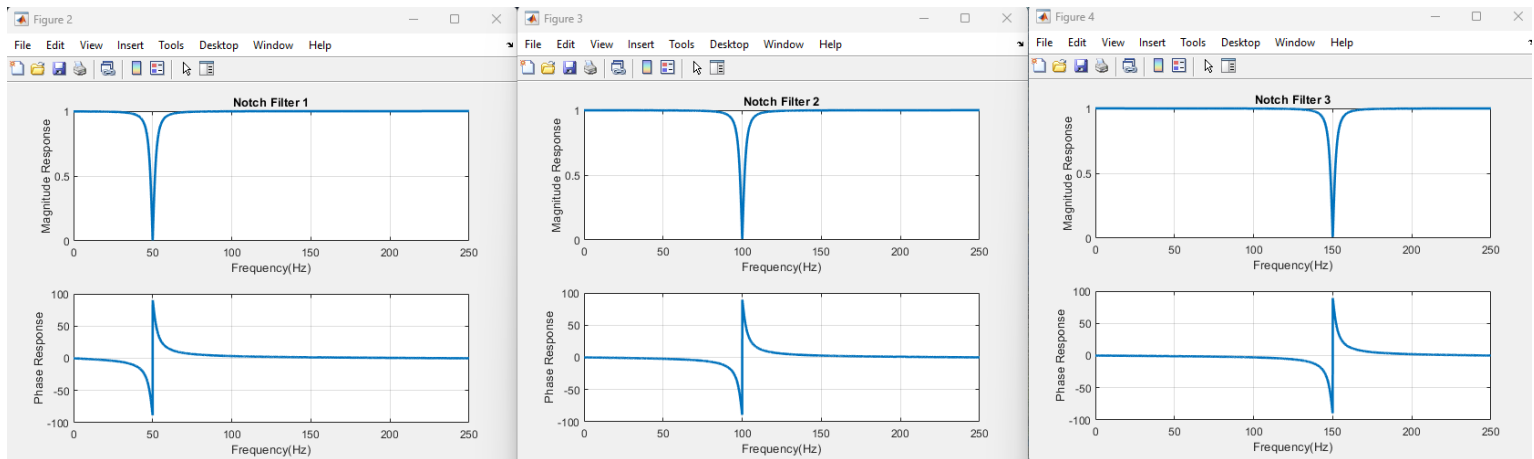 Figure 2
File Edit View Insert Tools Desktop Window Help
Notch Filter 1
Magnitude Response
1
0.5
0
0 50 100 150 200 250
Frequency(Hz)
Phase Response
100
50
0
-50
-100
0 50 100 150 200 250
Frequency(Hz)
Figure 3
File Edit View Insert Tools Desktop Window Help
Notch Filter 2
Magnitude Response
1
0.5
0
0 50 100 150 200 250
Frequency(Hz)
Phase Response
100
50
0
-50
-100
0 50 100 150 200 250
Frequency(Hz)
Figure 4
File Edit View Insert Tools Desktop Window Help
Notch Filter 3
Magnitude Response
1
0.5
0
0 50 100 150 200 250
Frequency(Hz)
Phase Response
100
50
0
-50
-100
0 50 100 150 200 250
Frequency(Hz)